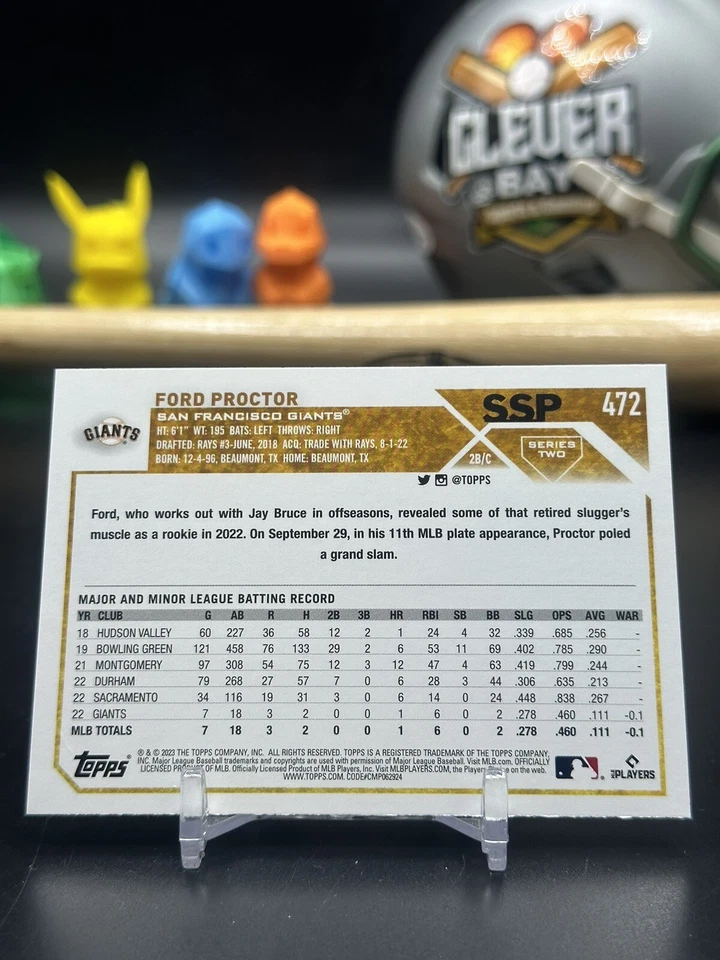 CLEVER
BAY
FORD PROCTOR
SAN FRANCISCO GIANTS®
HT: 6'1" WT: 195 BATS: LEFT THROWS: RIGHT
DRAFTED: RAYS #3-JUNE, 2018 ACQ: TRADE WITH RAYS, 8-1-22
BORN: 12-4-96, BEAUMONT, TX HOME: BEAUMONT, TX
GIANTS
SSP
472
2B/C
SERIES
TWO
@TOPPS
Ford, who works out with Jay Bruce in offseasons, revealed some of that retired slugger's
muscle as a rookie in 2022. On September 29, in his 11th MLB plate appearance, Proctor poled
a grand slam.
MAJOR AND MINOR LEAGUE BATTING RECORD
YR CLUB G AB R H 2B 3B HR RBI SB BB SLG OPS AVG WAR
18 HUDSON VALLEY 60 227 36 58 12 2 1 24 4 32 .339 .685 .256 -
19 BOWLING GREEN 121 458 76 133 29 2 6 53 11 69 .402 .785 .290 -
21 MONTGOMERY 97 308 54 75 12 3 12 47 4 63 .419 .799 .244 -
22 DURHAM 79 268 27 57 7 0 6 28 3 44 .306 .635 .213 -
22 SACRAMENTO 34 116 19 31 3 0 6 14 0 24 .448 .838 .267 -
22 GIANTS 7 18 3 2 0 0 1 6 0 2 .278 .460 .111 -0.1
MLB TOTALS 7 18 3 2 0 0 1 6 0 2 .278 .460 .111 -0.1
Topps®
® & © 2023 THE TOPPS COMPANY, INC. ALL RIGHTS RESERVED. TOPPS IS A REGISTERED TRADEMARK OF THE TOPPS COMPANY,
INC. Major League Baseball trademarks and copyrights are used with permission of Major League Baseball. Visit MLB.com. OFFICIALLY
LICENSED PRODUCT OF MLB. Officially Licensed Product of MLB Players, Inc. Visit MLBPLAYERS.com, the Players Choice on the web.
WWW.TOPPS.COM. CODE#CMP062924
MLB PLAYERS